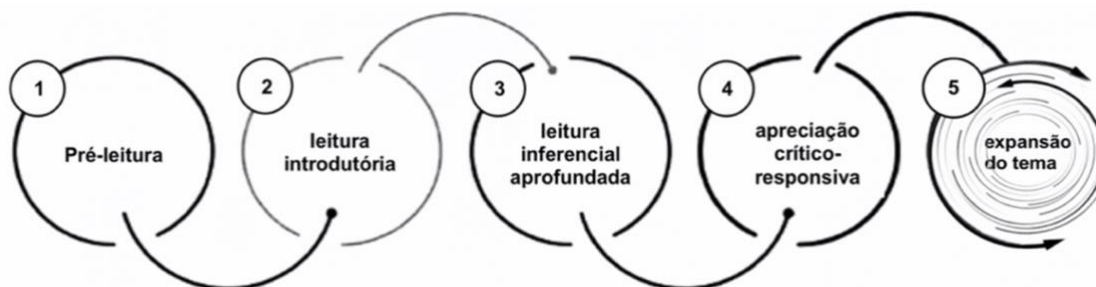 1
Pré-leitura
2
leitura
introdutória
3
leitura
inferencial
aprofundada
4
apreciação
crítico-
responsiva
5
expansão
do tema